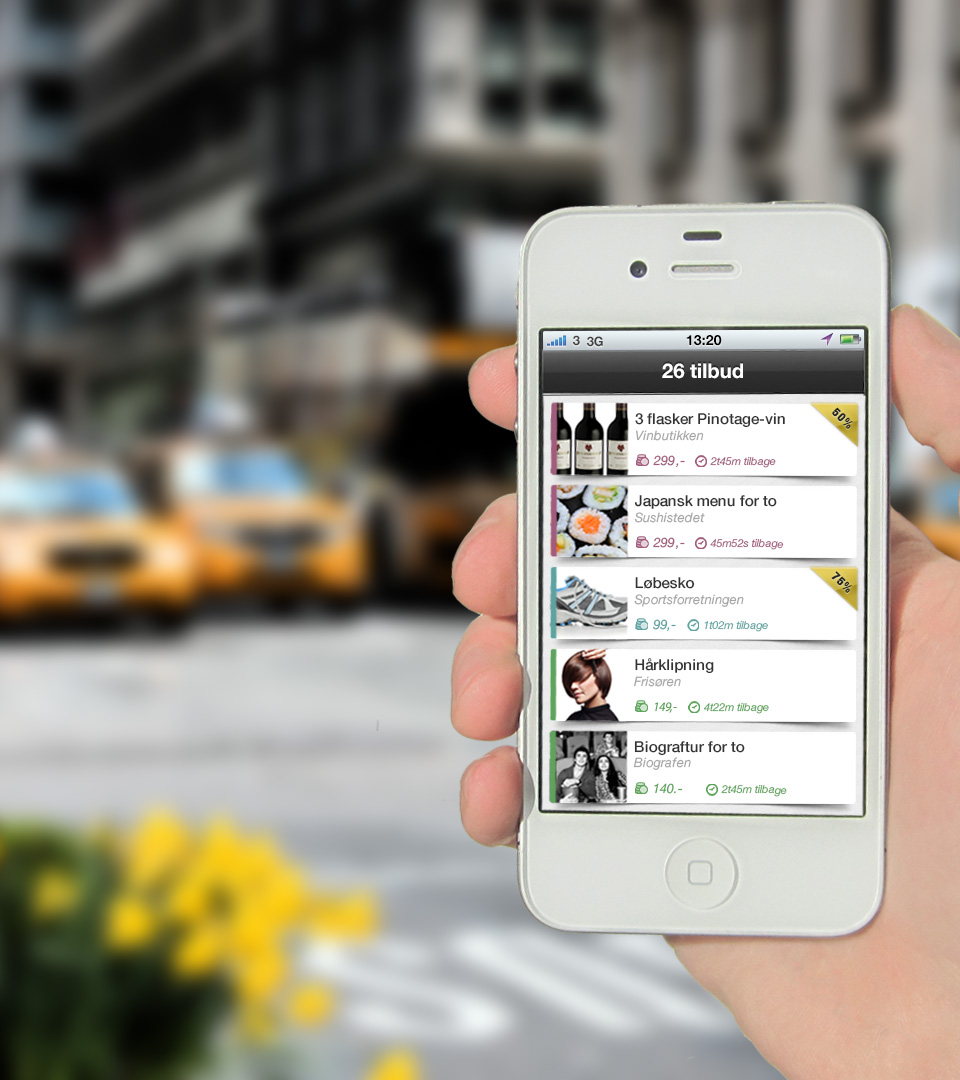 3 3G 13:20
26 tilbud
3 flasker Pinotage-vin
50%
Vinbutikken
299,- 2t45m tilbage
Japansk menu for to
Sushistedet
299,- 45m52s tilbage
Løbesko
75%
Sportsforretningen
99,- 1t02m tilbage
Hårklipning
Frisøren
149,- 4t22m tilbage
Biograftur for to
Biografen
140.- 2t45m tilbage